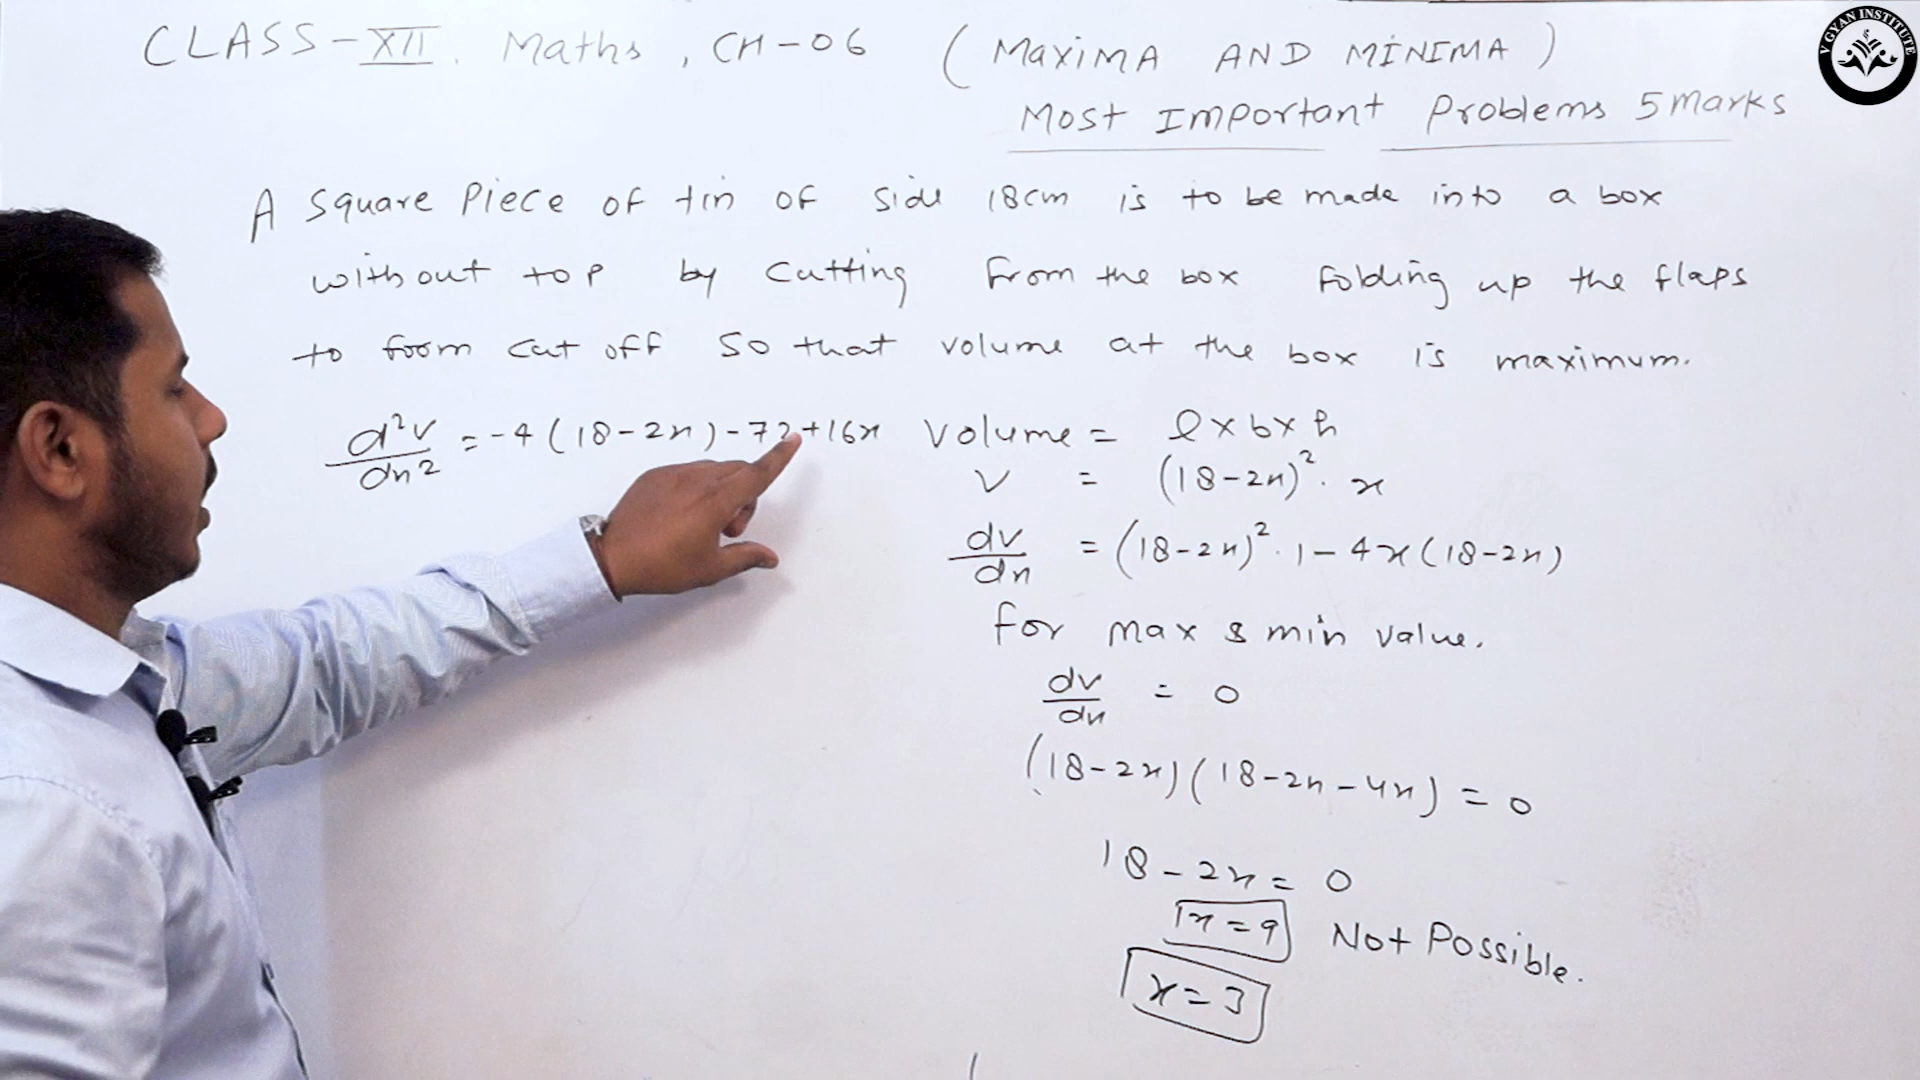 CLASS-XII. Maths, CH-06 (MAXIMA AND MINIMA)
Most Important Problems 5 marks
V GYAN INSTITUTE
A square Piece of tin of side 18cm is to be made into a box
without top by cutting from the box folding up the flaps
to form cut off so that volume at the box is maximum.
d²v/dx² = -4(18-2x)-72+16x
Volume = l×b×h
V = (18-2x)².x
dv/dx = (18-2x)².1-4x(18-2x)
for max & min value.
dv/dx = 0
(18-2x)(18-2x-4x)=0
18-2x=0
x=9 Not Possible.
x=3